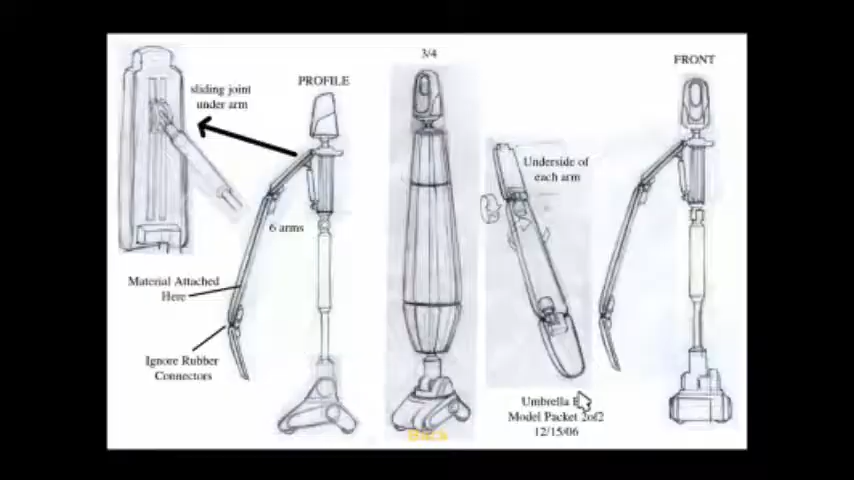 3/4
FRONT
PROFILE
sliding joint
under arm
Underside of
each arm
6 arms
Material Attached
Here
Ignore Rubber
Connectors
Umbrella
Model Packet 2of2
12/15/06